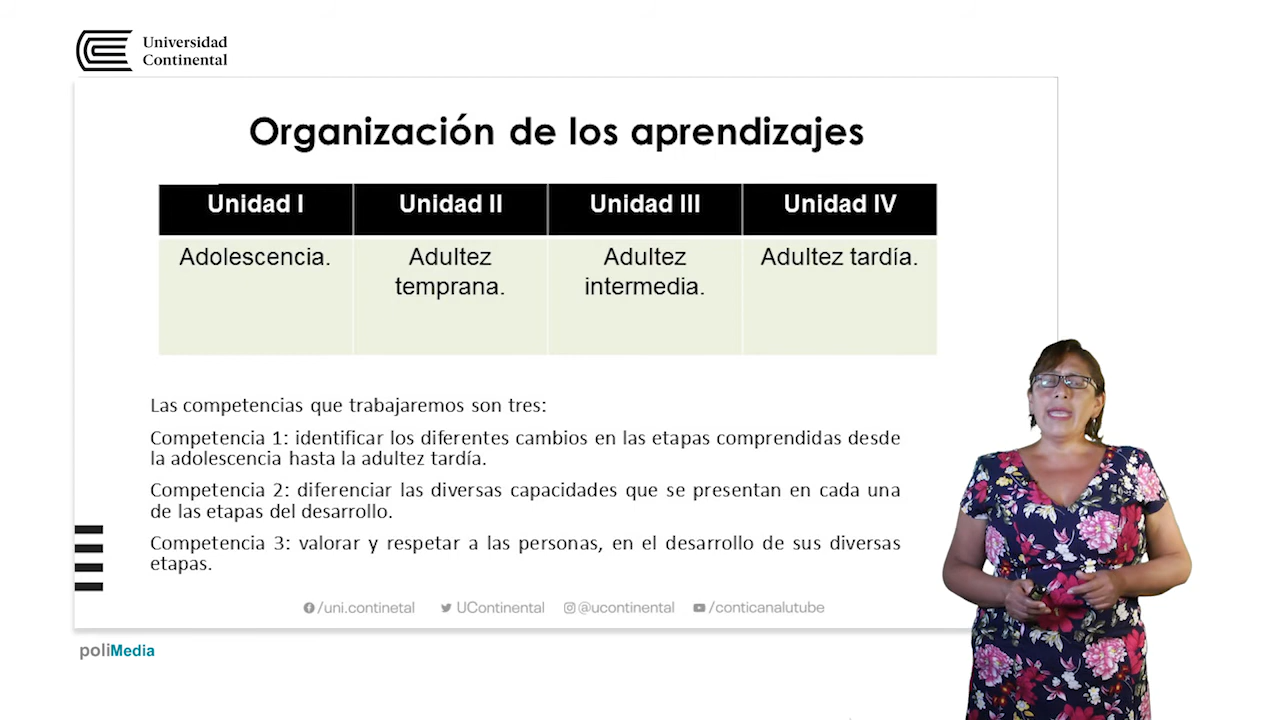 Universidad
Continental
Organización de los aprendizajes
Unidad I
Unidad II
Unidad III
Unidad IV
Adolescencia.
Adultez
temprana.
Adultez
intermedia.
Adultez tardía.
Las competencias que trabajaremos son tres:
Competencia 1: identificar los diferentes cambios en las etapas comprendidas desde
la adolescencia hasta la adultez tardía.
Competencia 2: diferenciar las diversas capacidades que se presentan en cada una
de las etapas del desarrollo.
Competencia 3: valorar y respetar a las personas, en el desarrollo de sus diversas
etapas.
/uni.continetal UContinental @ucontinental /conticanalutube
poliMedia